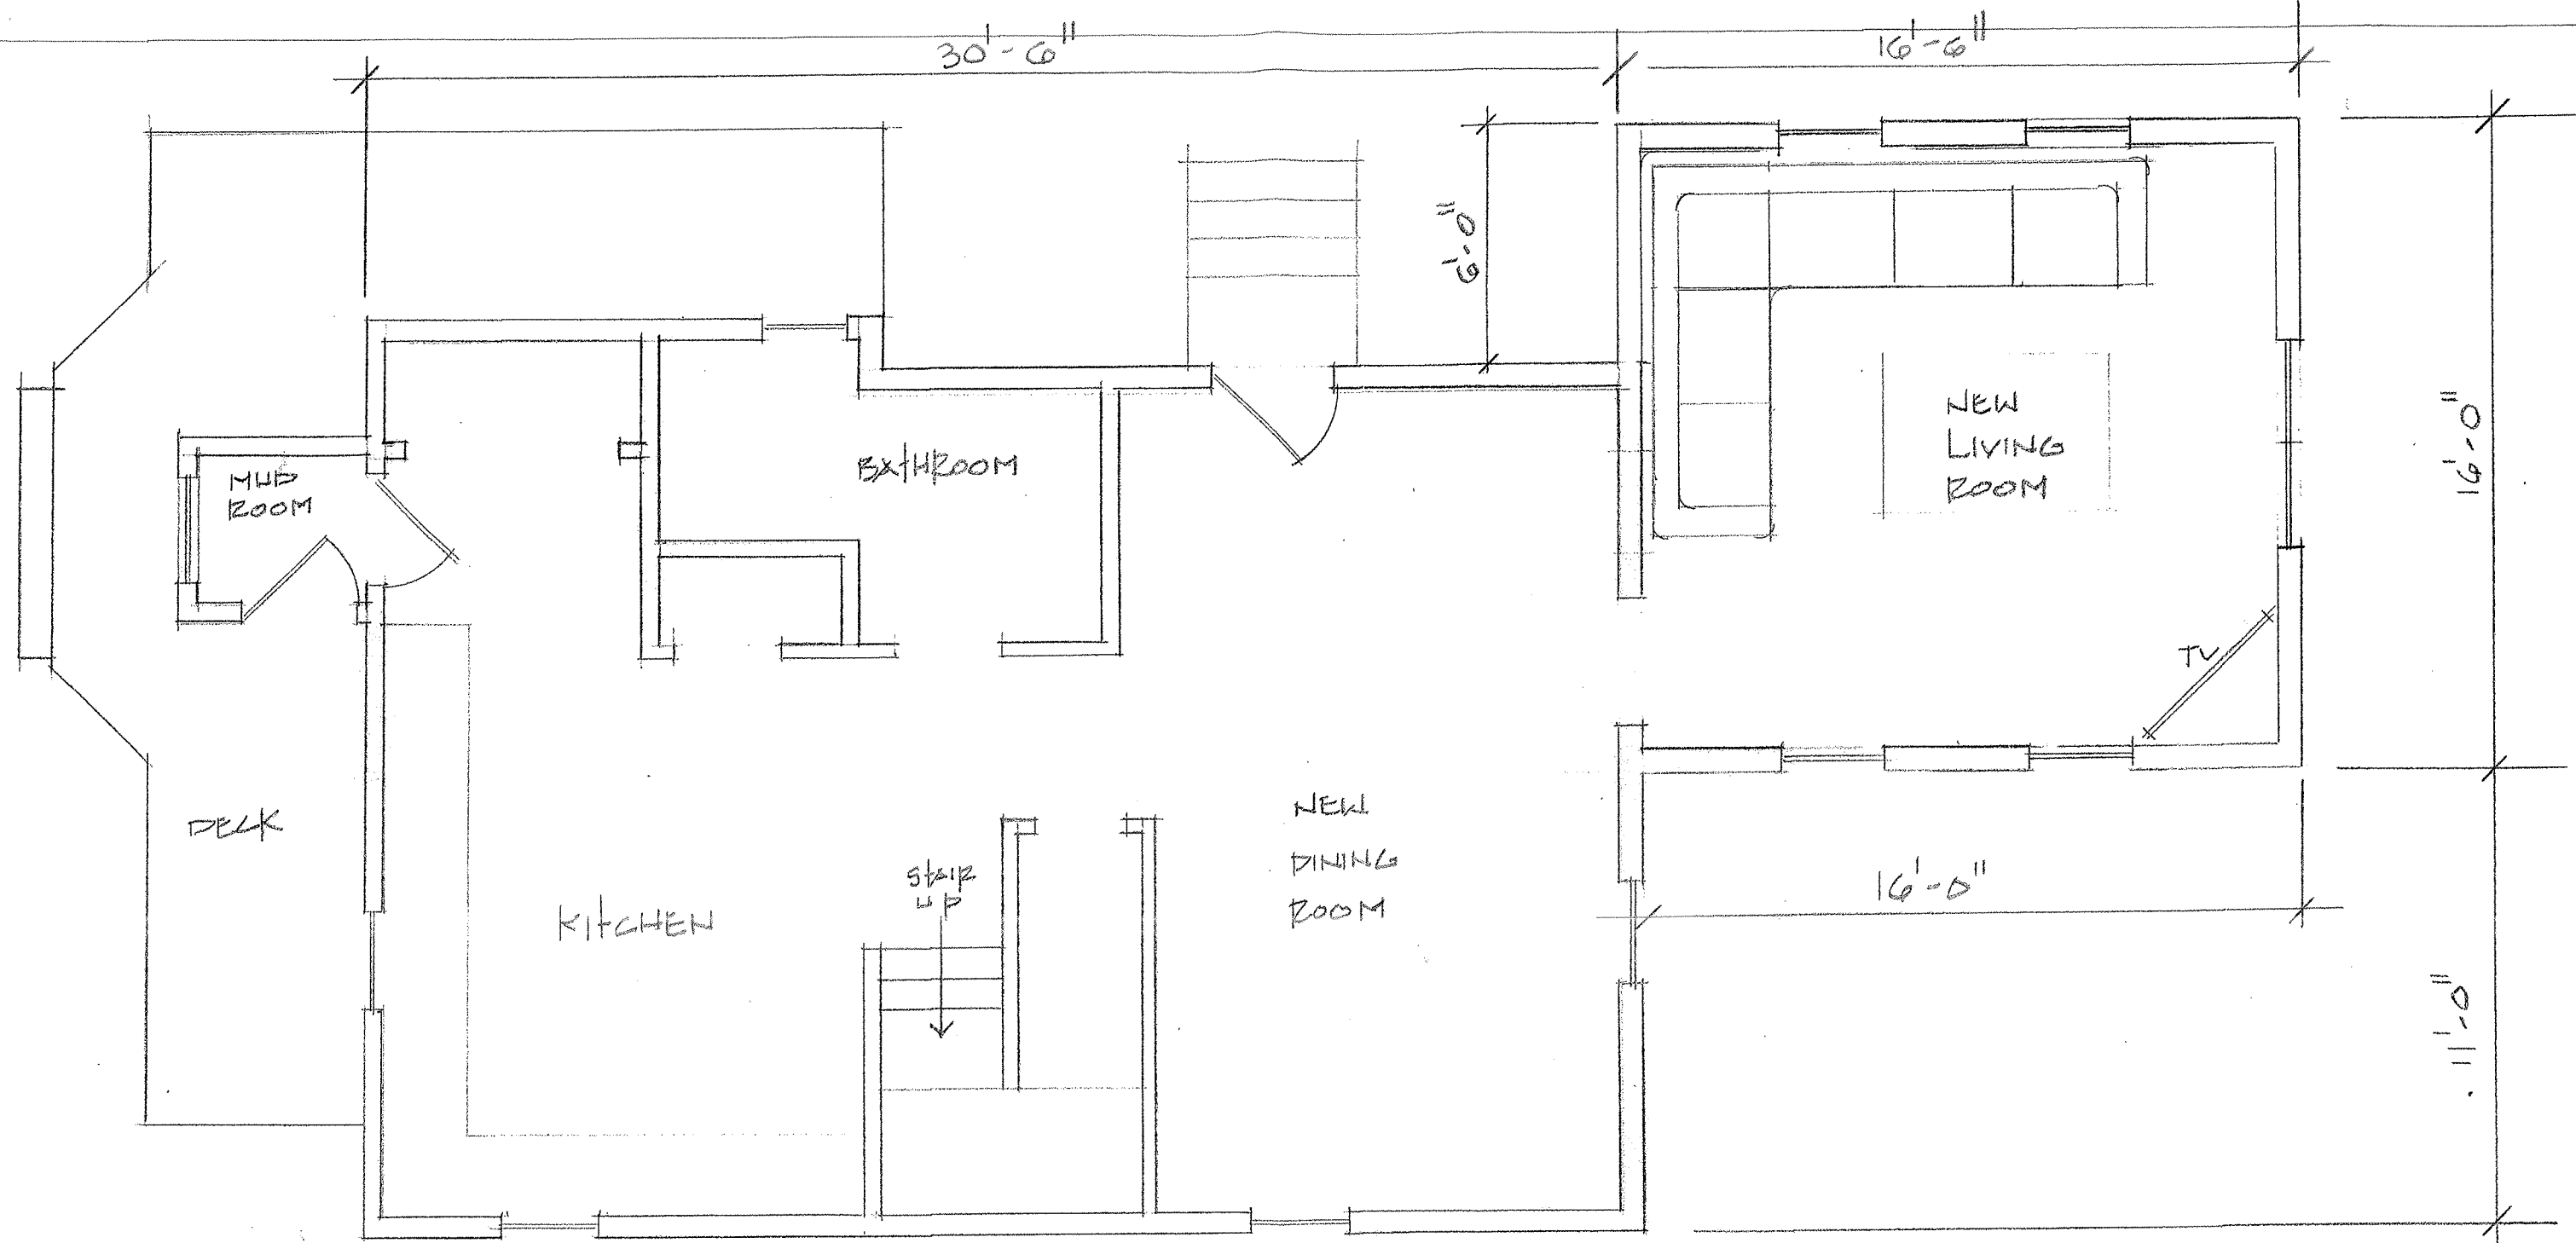 30'-6"
16'-6"
6'-0"
NEW
LIVING
ROOM
16'-0"
BATHROOM
MUD
ROOM
TV
DECK
NEW
DINING
ROOM
STAIR
UP
KITCHEN
16'-0"
11'-0"